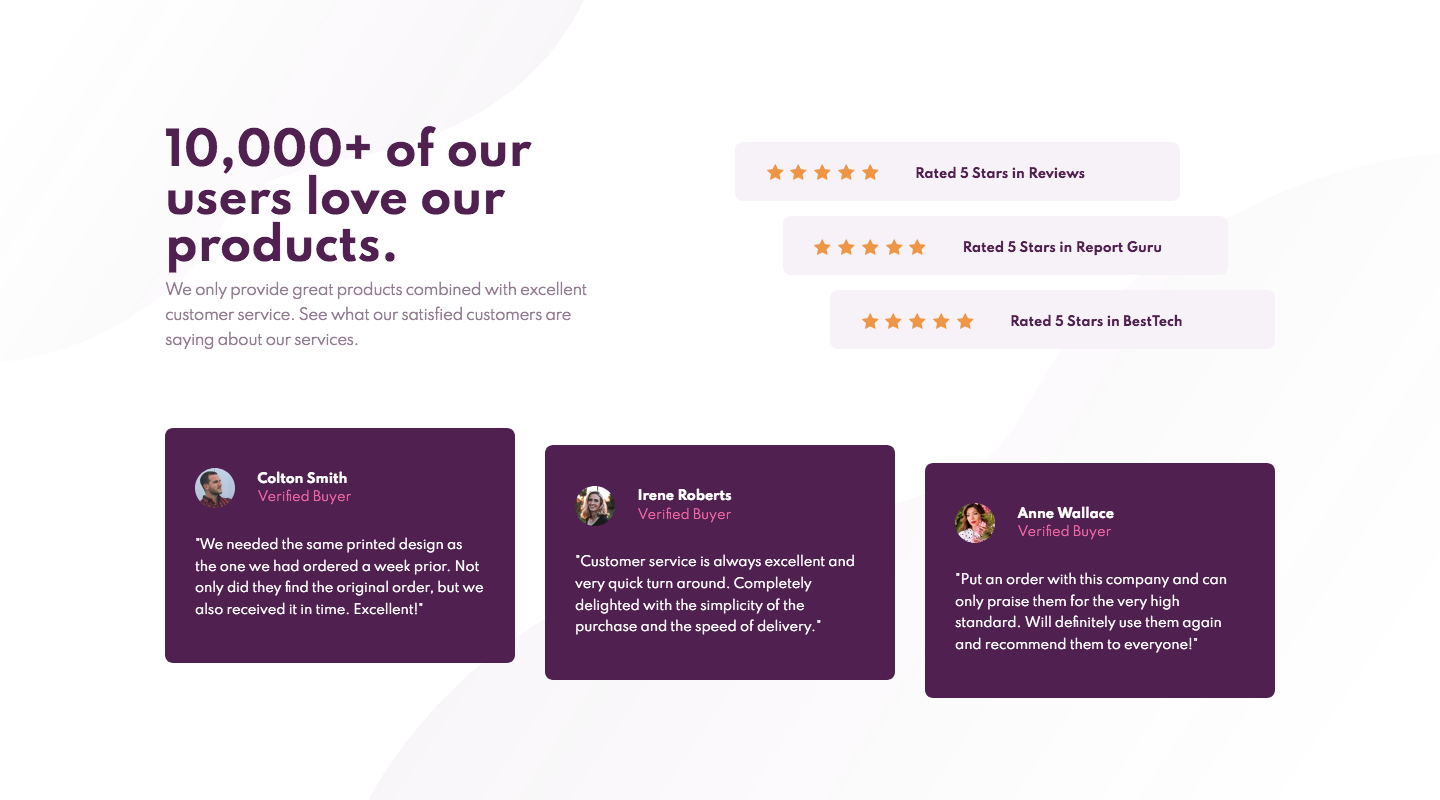 10,000+ of our
users love our
products.
We only provide great products combined with excellent
customer service. See what our satisfied customers are
saying about our services.
Rated 5 Stars in Reviews
Rated 5 Stars in Report Guru
Rated 5 Stars in BestTech
Colton Smith
Verified Buyer
"We needed the same printed design as
the one we had ordered a week prior. Not
only did they find the original order, but we
also received it in time. Excellent!"
Irene Roberts
Verified Buyer
"Customer service is always excellent and
very quick turn around. Completely
delighted with the simplicity of the
purchase and the speed of delivery."
Anne Wallace
Verified Buyer
"Put an order with this company and can
only praise them for the very high
standard. Will definitely use them again
and recommend them to everyone!"